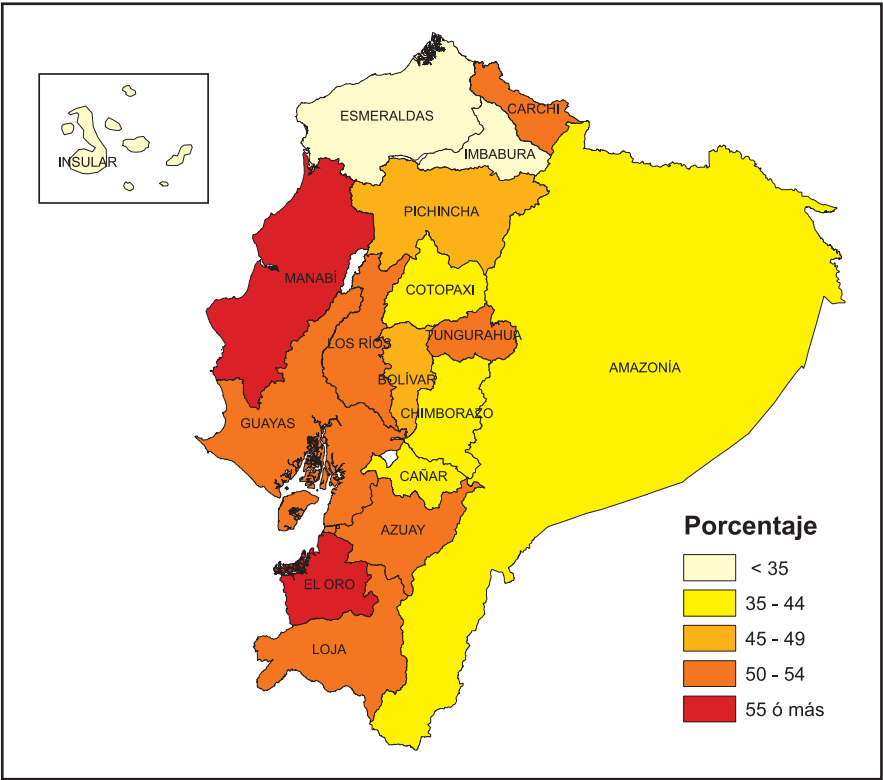 ESMERALDAS
CARCHI
IMBABURA
INSULAR
PICHINCHA
MANABÍ
COTOPAXI
LOS RÍOS
TUNGURAHUA
AMAZONÍA
BOLÍVAR
CHIMBORAZO
GUAYAS
CAÑAR
AZUAY
EL ORO
LOJA
Porcentaje
< 35
35 - 44
45 - 49
50 - 54
55 ó más